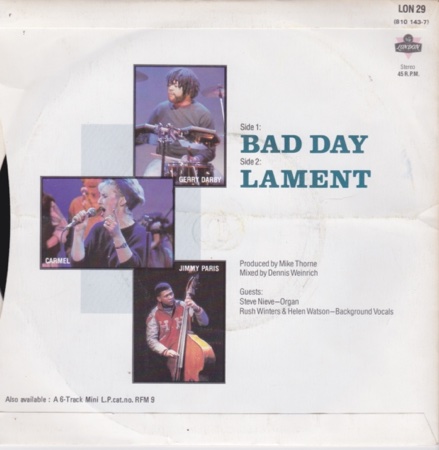 LON 29
(810 143-7)
London
Stereo
45 R.P.M.
Side 1:
BAD DAY
Side 2:
LAMENT
GERRY DARBY
CARMEL
JIMMY PARIS
Produced by Mike Thorne
Mixed by Dennis Weinrich
Guests:
Steve Nieve—Organ
Rush Winters & Helen Watson—Background Vocals
Also available : A 6-Track Mini L.P. cat. no. RFM 9